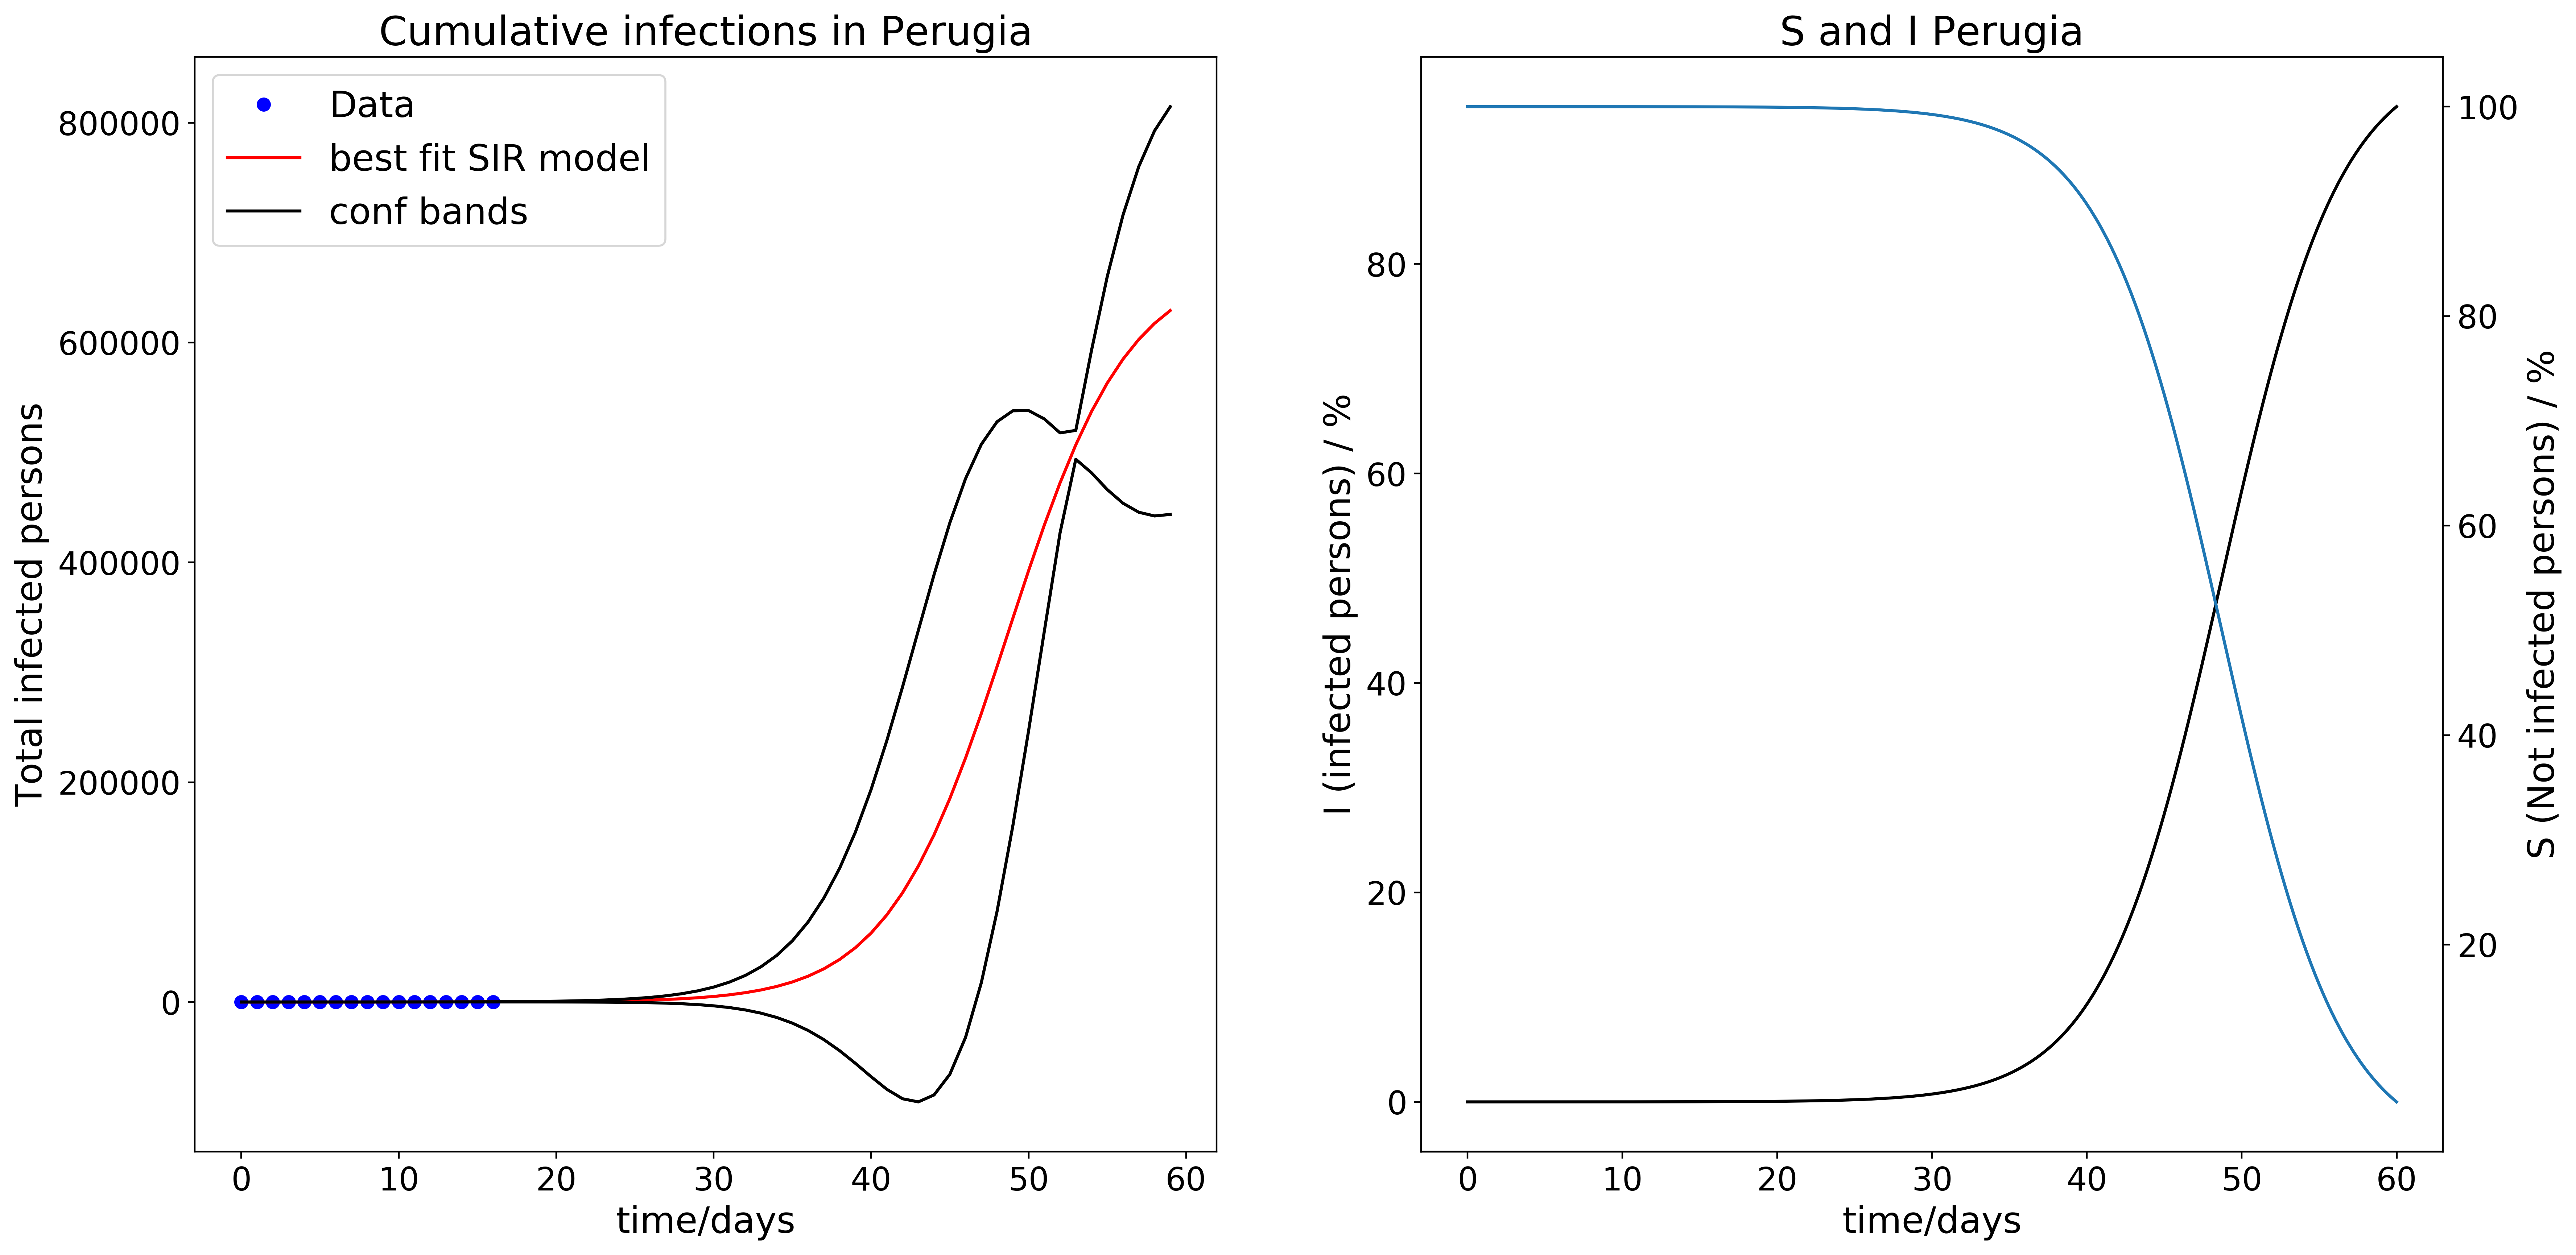 Cumulative infections in Perugia
Data
best fit SIR model
conf bands
800000
600000
400000
200000
0
Total infected persons
0 10 20 30 40 50 60
time/days
S and I Perugia
80
60
40
20
0
I (infected persons) / %
100
80
60
40
20
S (Not infected persons) / %
0 10 20 30 40 50 60
time/days